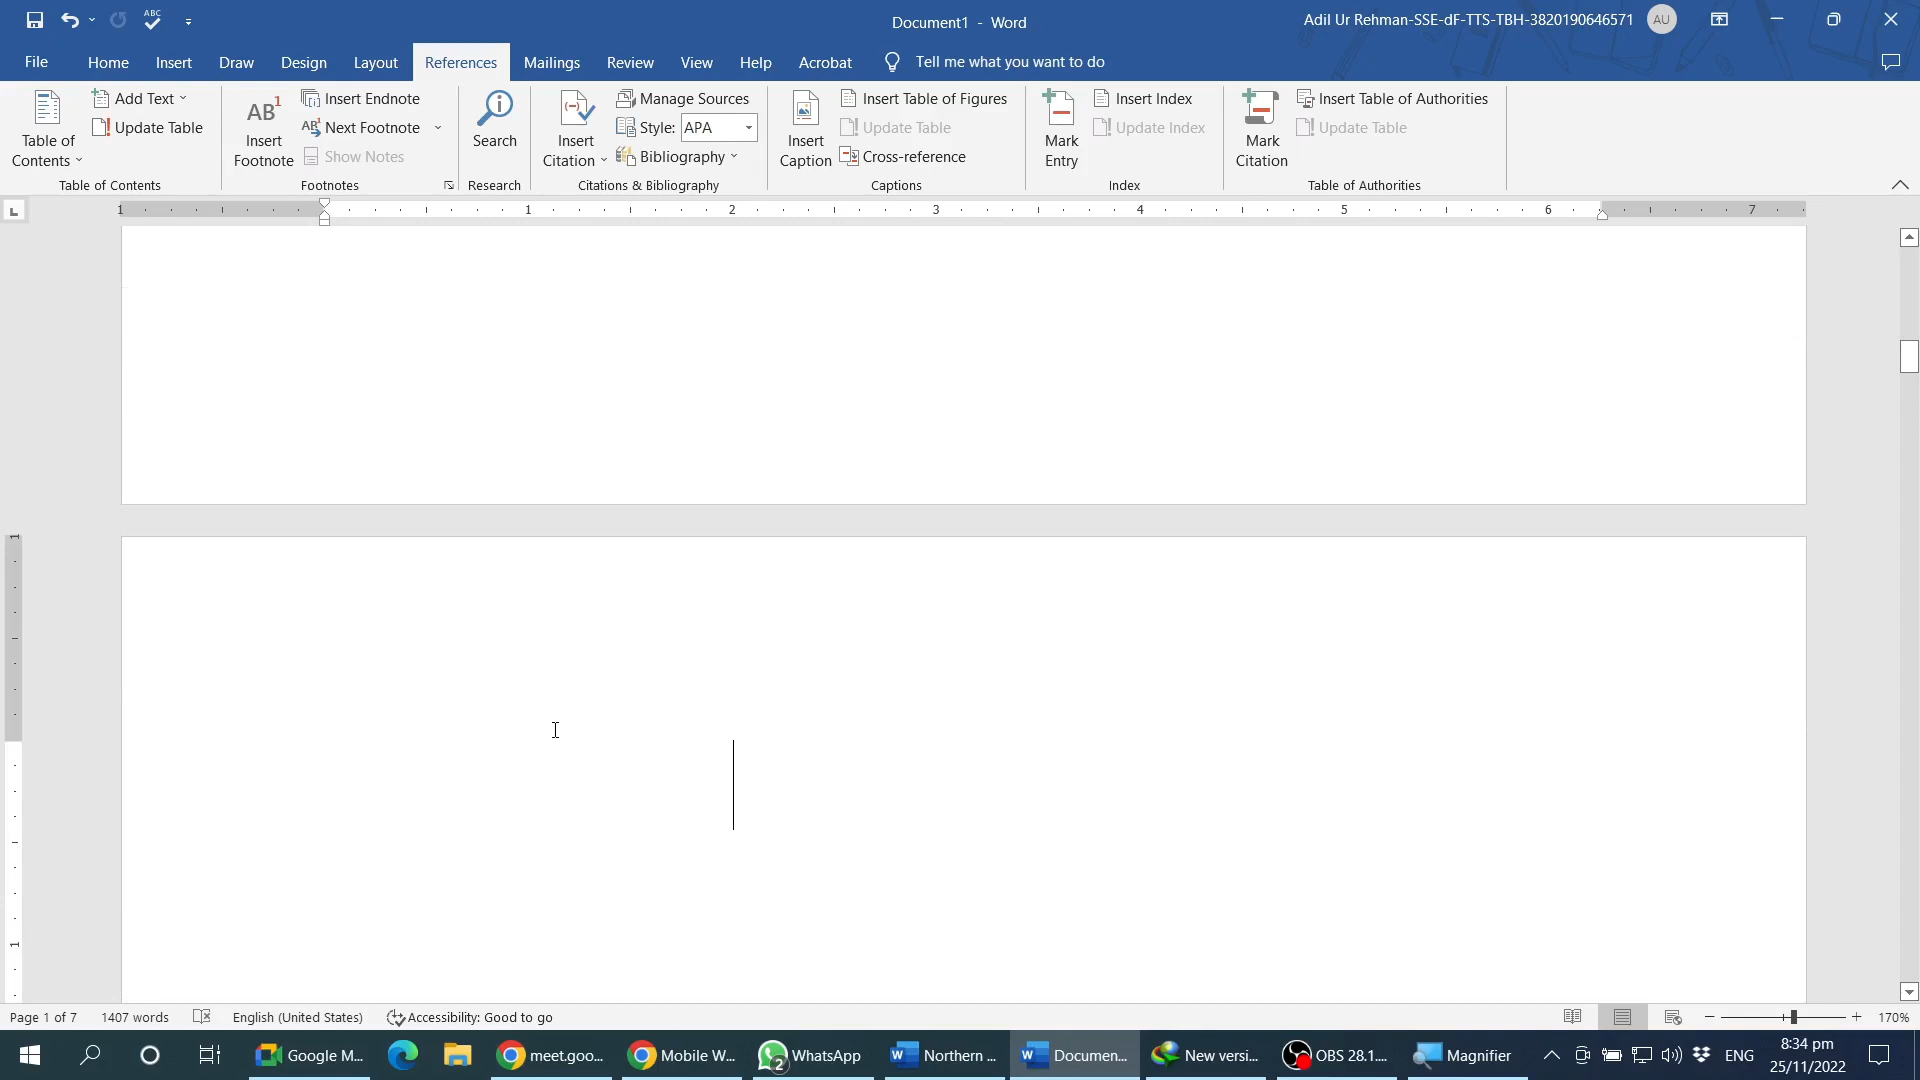 ABC
Document1 - Word
Adil Ur Rehman-SSE-dF-TTS-TBH-3820190646571
AU
File Home Insert Draw Design Layout References Mailings Review View Help Acrobat Tell me what you want to do
Table of Contents
Add Text
Update Table
Table of Contents
AB1
Insert Footnote
Insert Endnote
Next Footnote
Show Notes
Footnotes
Search
Research
Insert Citation
Manage Sources
Style: APA
Bibliography
Citations & Bibliography
Insert Caption
Insert Table of Figures
Update Table
Cross-reference
Captions
Mark Entry
Insert Index
Update Index
Index
Mark Citation
Insert Table of Authorities
Update Table
Table of Authorities
L
1 1 2 3 4 5 6 7
1
1
Page 1 of 7 1407 words English (United States) Accessibility: Good to go 170%
Google M... meet.goo... Mobile W... WhatsApp 2 Northern ... Documen... New versi... OBS 28.1.... Magnifier ENG
8:34 pm
25/11/2022